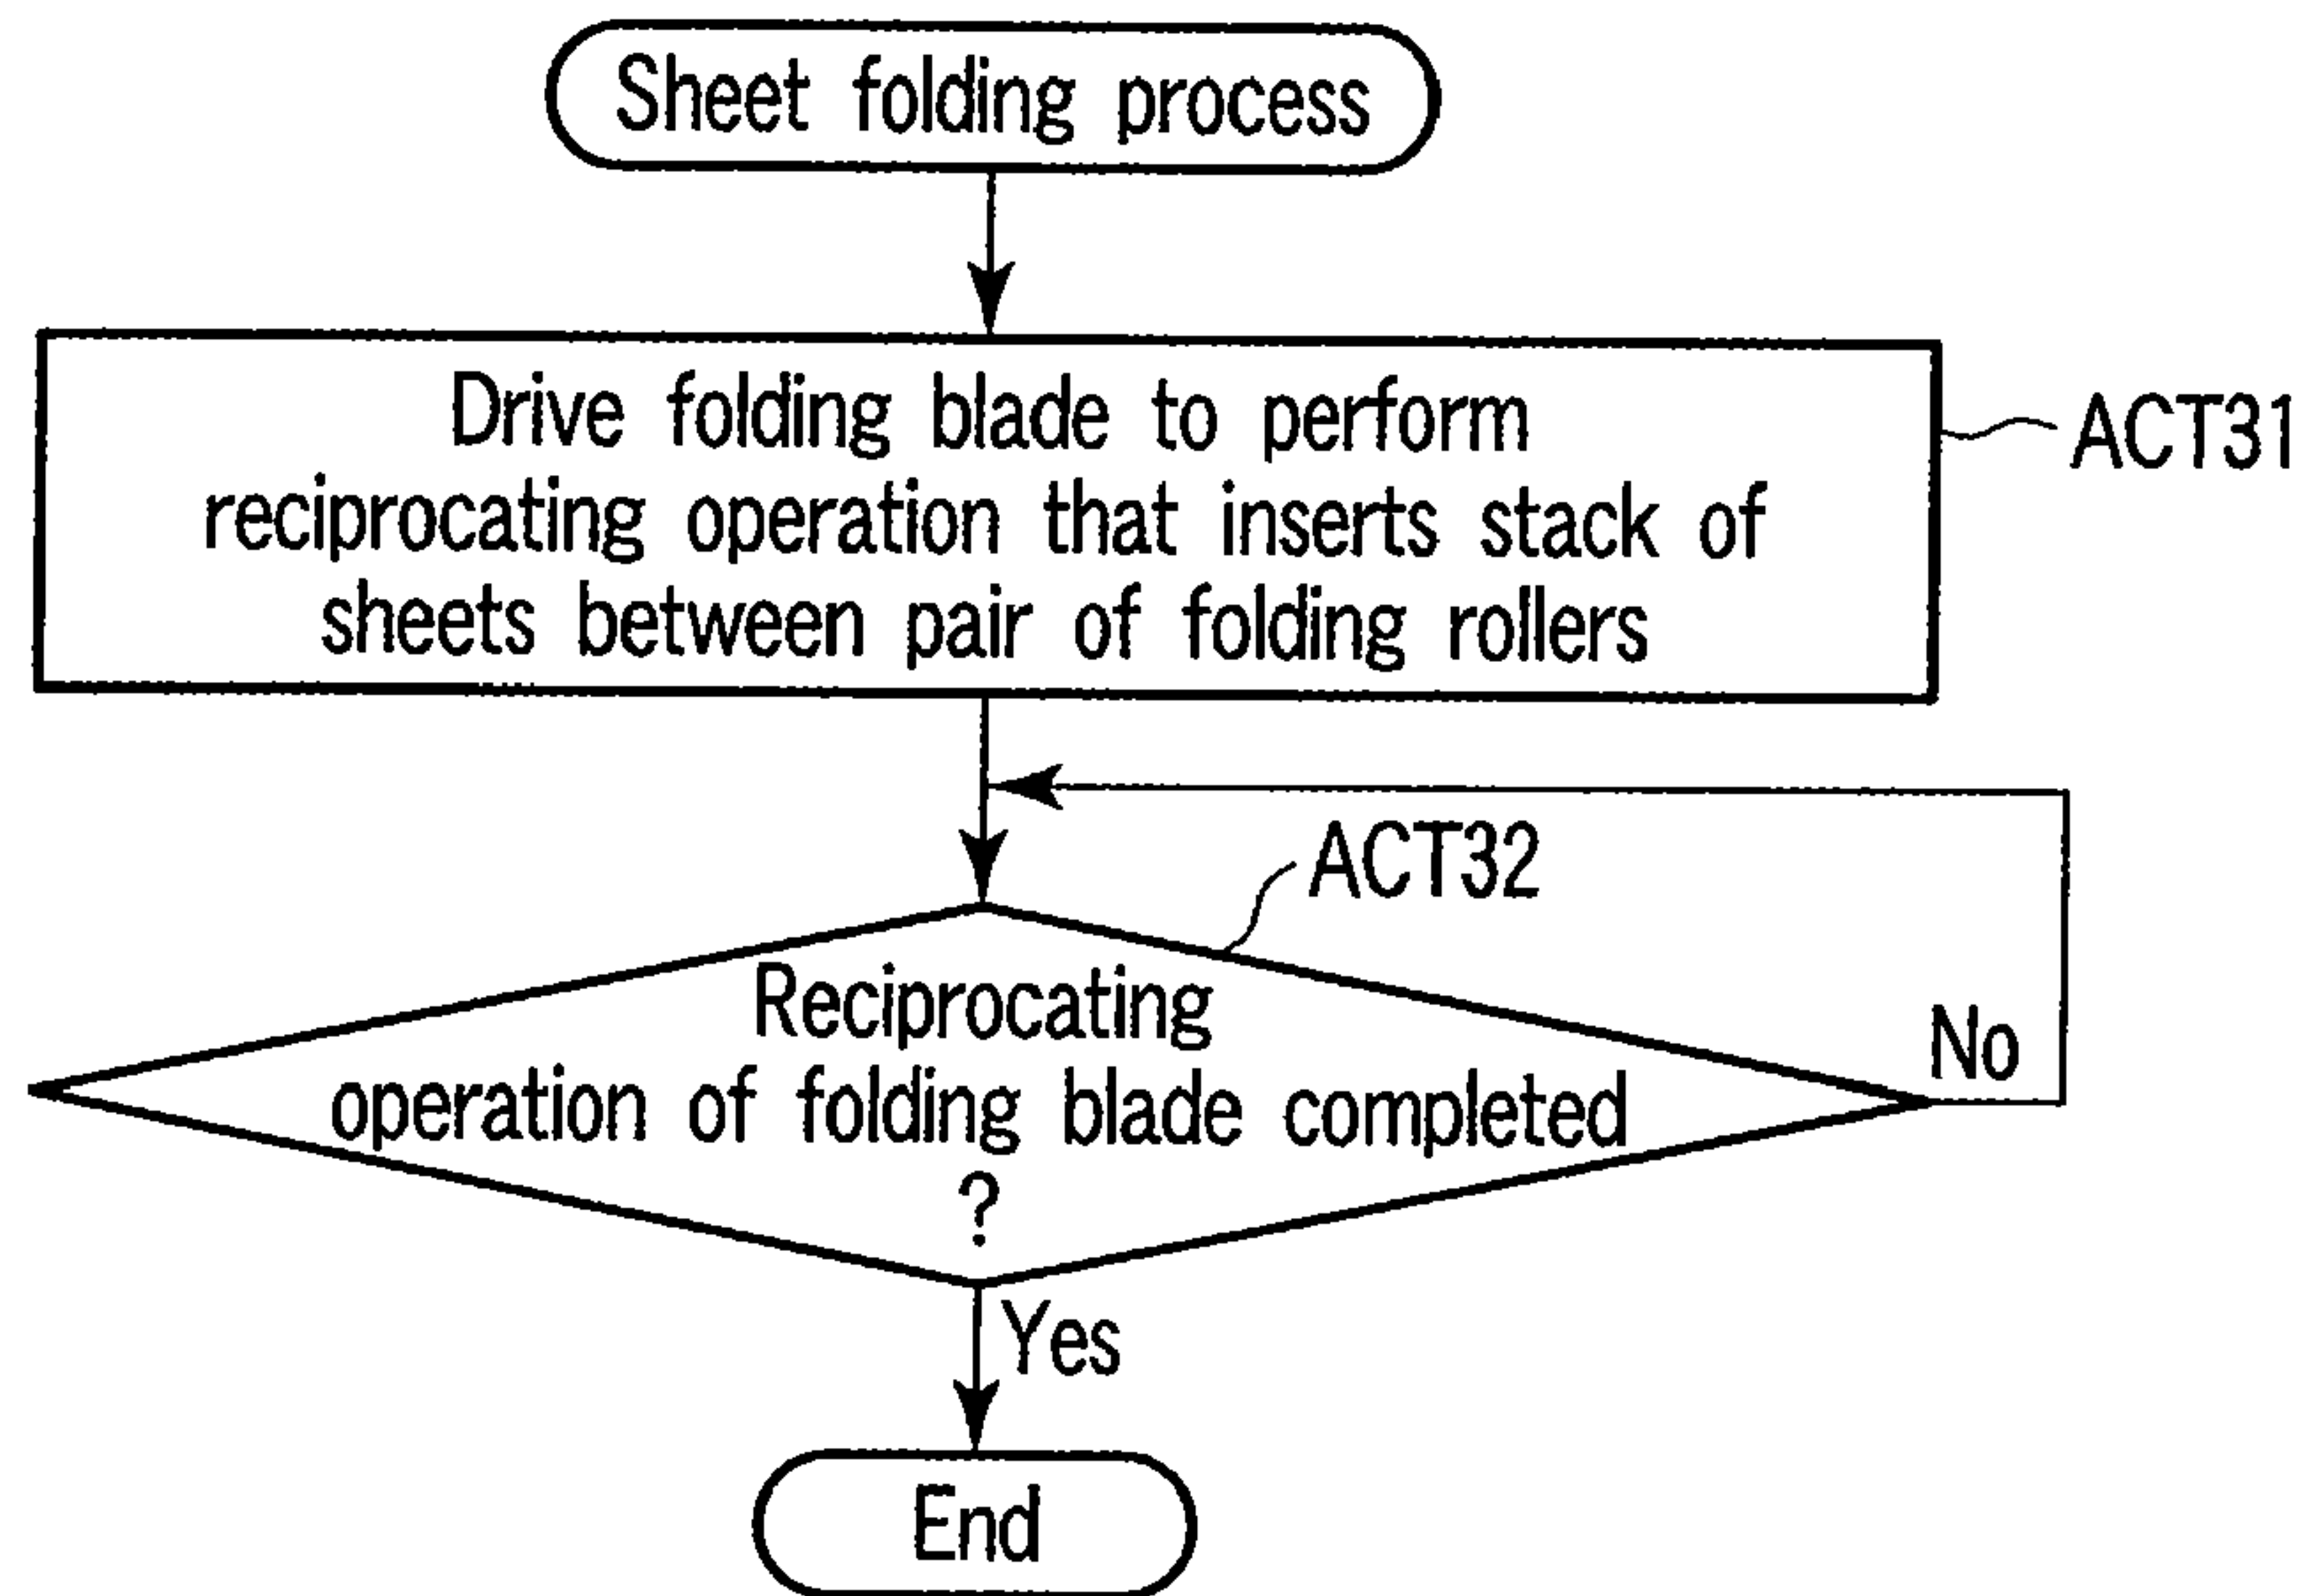 Sheet folding process
Drive folding blade to perform
reciprocating operation that inserts stack of
sheets between pair of folding rollers
ACT31
ACT32
Reciprocating
operation of folding blade completed
?
No
Yes
End